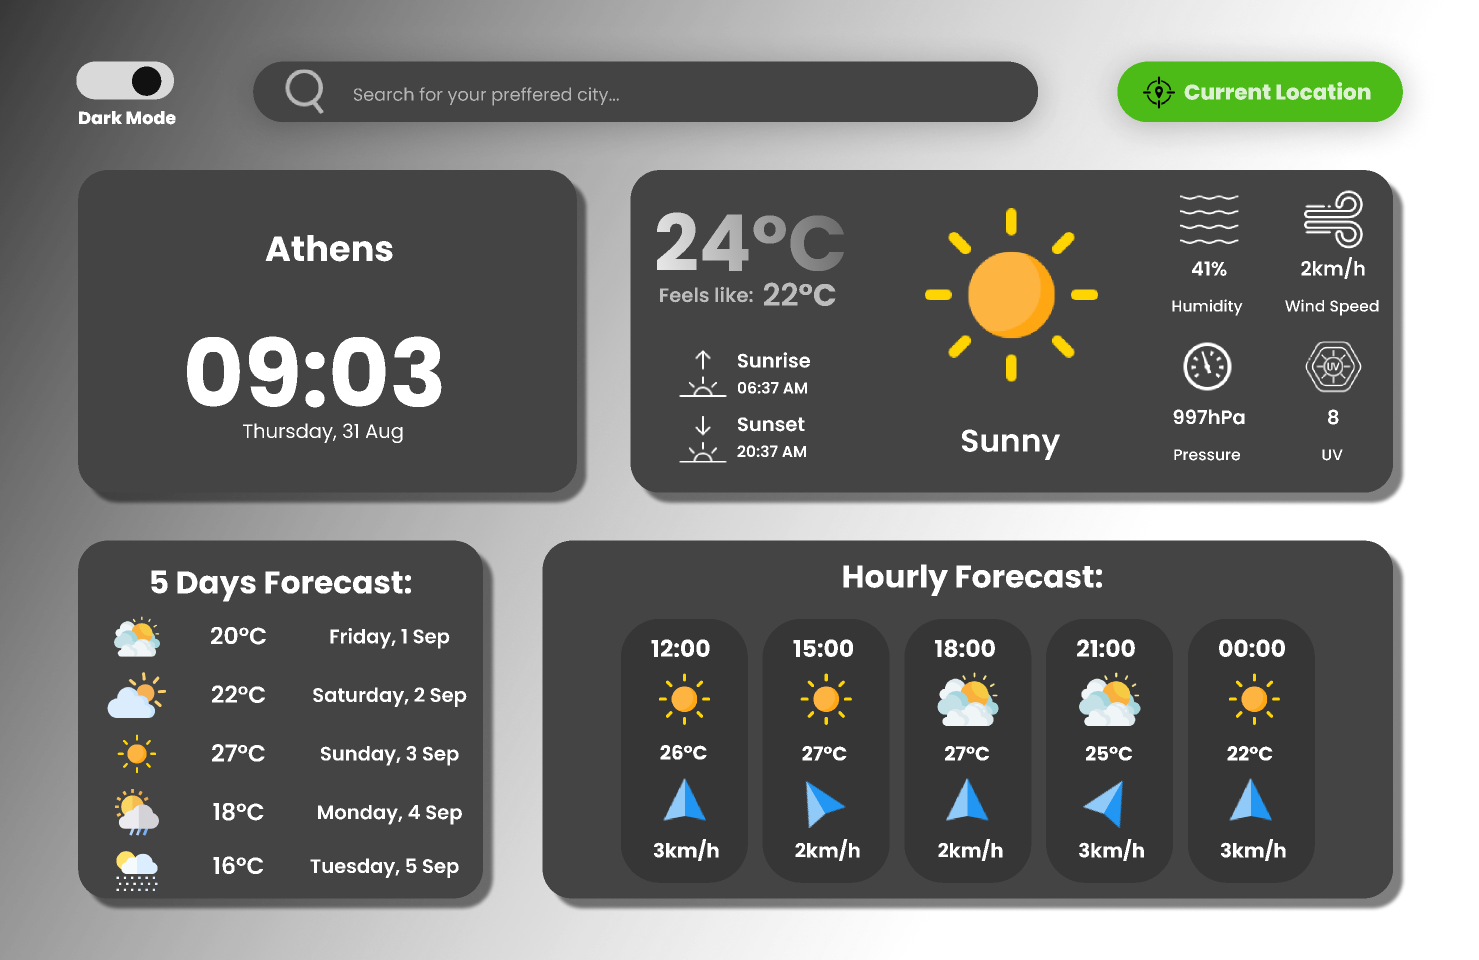 Dark Mode
Search for your preffered city...
Current Location
Athens
09:03
Thursday, 31 Aug
24°C
Feels like: 22°C
Sunrise
06:37 AM
Sunset
20:37 AM
Sunny
41%
Humidity
2km/h
Wind Speed
997hPa
Pressure
UV
8
UV
5 Days Forecast:
20°C Friday, 1 Sep
22°C Saturday, 2 Sep
27°C Sunday, 3 Sep
18°C Monday, 4 Sep
16°C Tuesday, 5 Sep
Hourly Forecast:
12:00 15:00 18:00 21:00 00:00
26°C 27°C 27°C 25°C 22°C
3km/h 2km/h 2km/h 3km/h 3km/h